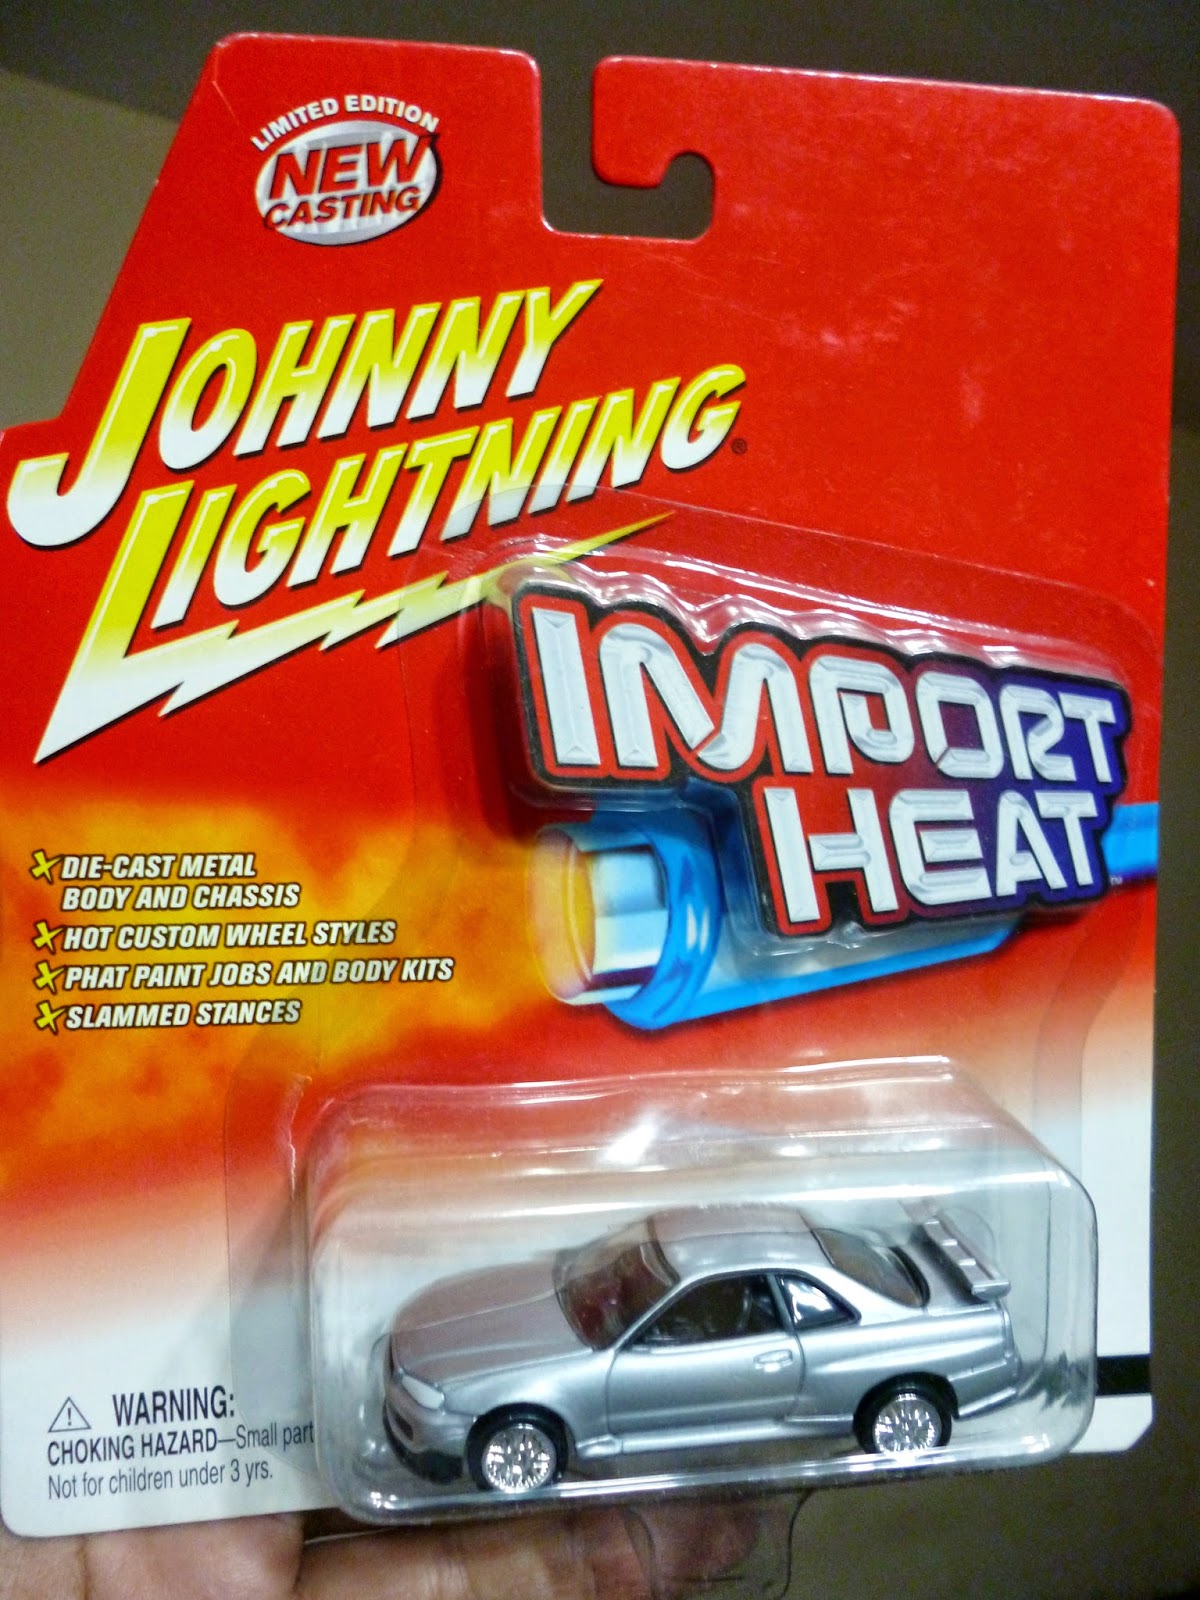 LIMITED EDITION
NEW
CASTING
JOHNNY
LIGHTNING®
IMPORT
HEAT™
DIE-CAST METAL
BODY AND CHASSIS
HOT CUSTOM WHEEL STYLES
PHAT PAINT JOBS AND BODY KITS
SLAMMED STANCES
WARNING:
CHOKING HAZARD—Small part
Not for children under 3 yrs.